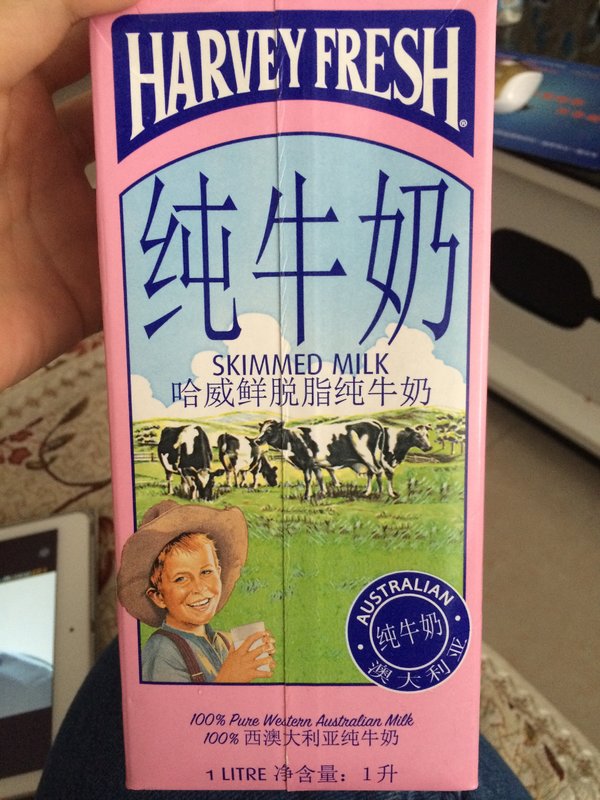 HARVEY FRESH®
纯牛奶
SKIMMED MILK
哈威鲜脱脂纯牛奶
AUSTRALIAN
纯牛奶
澳大利亚
100% Pure Western Australian Milk
100% 西澳大利亚纯牛奶
1 LITRE 净含量：1升